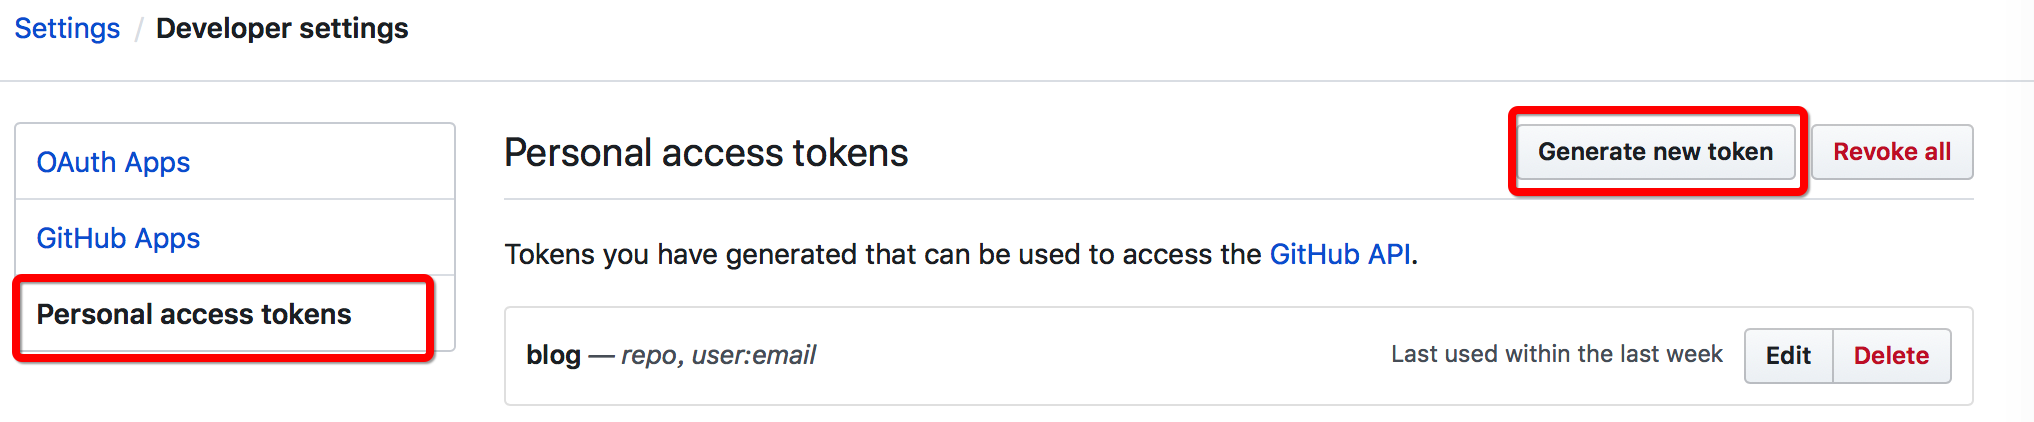 Settings / Developer settings
OAuth Apps
GitHub Apps
Personal access tokens
Personal access tokens
Generate new token
Revoke all
Tokens you have generated that can be used to access the GitHub API.
blog — repo, user:email
Last used within the last week
Edit
Delete